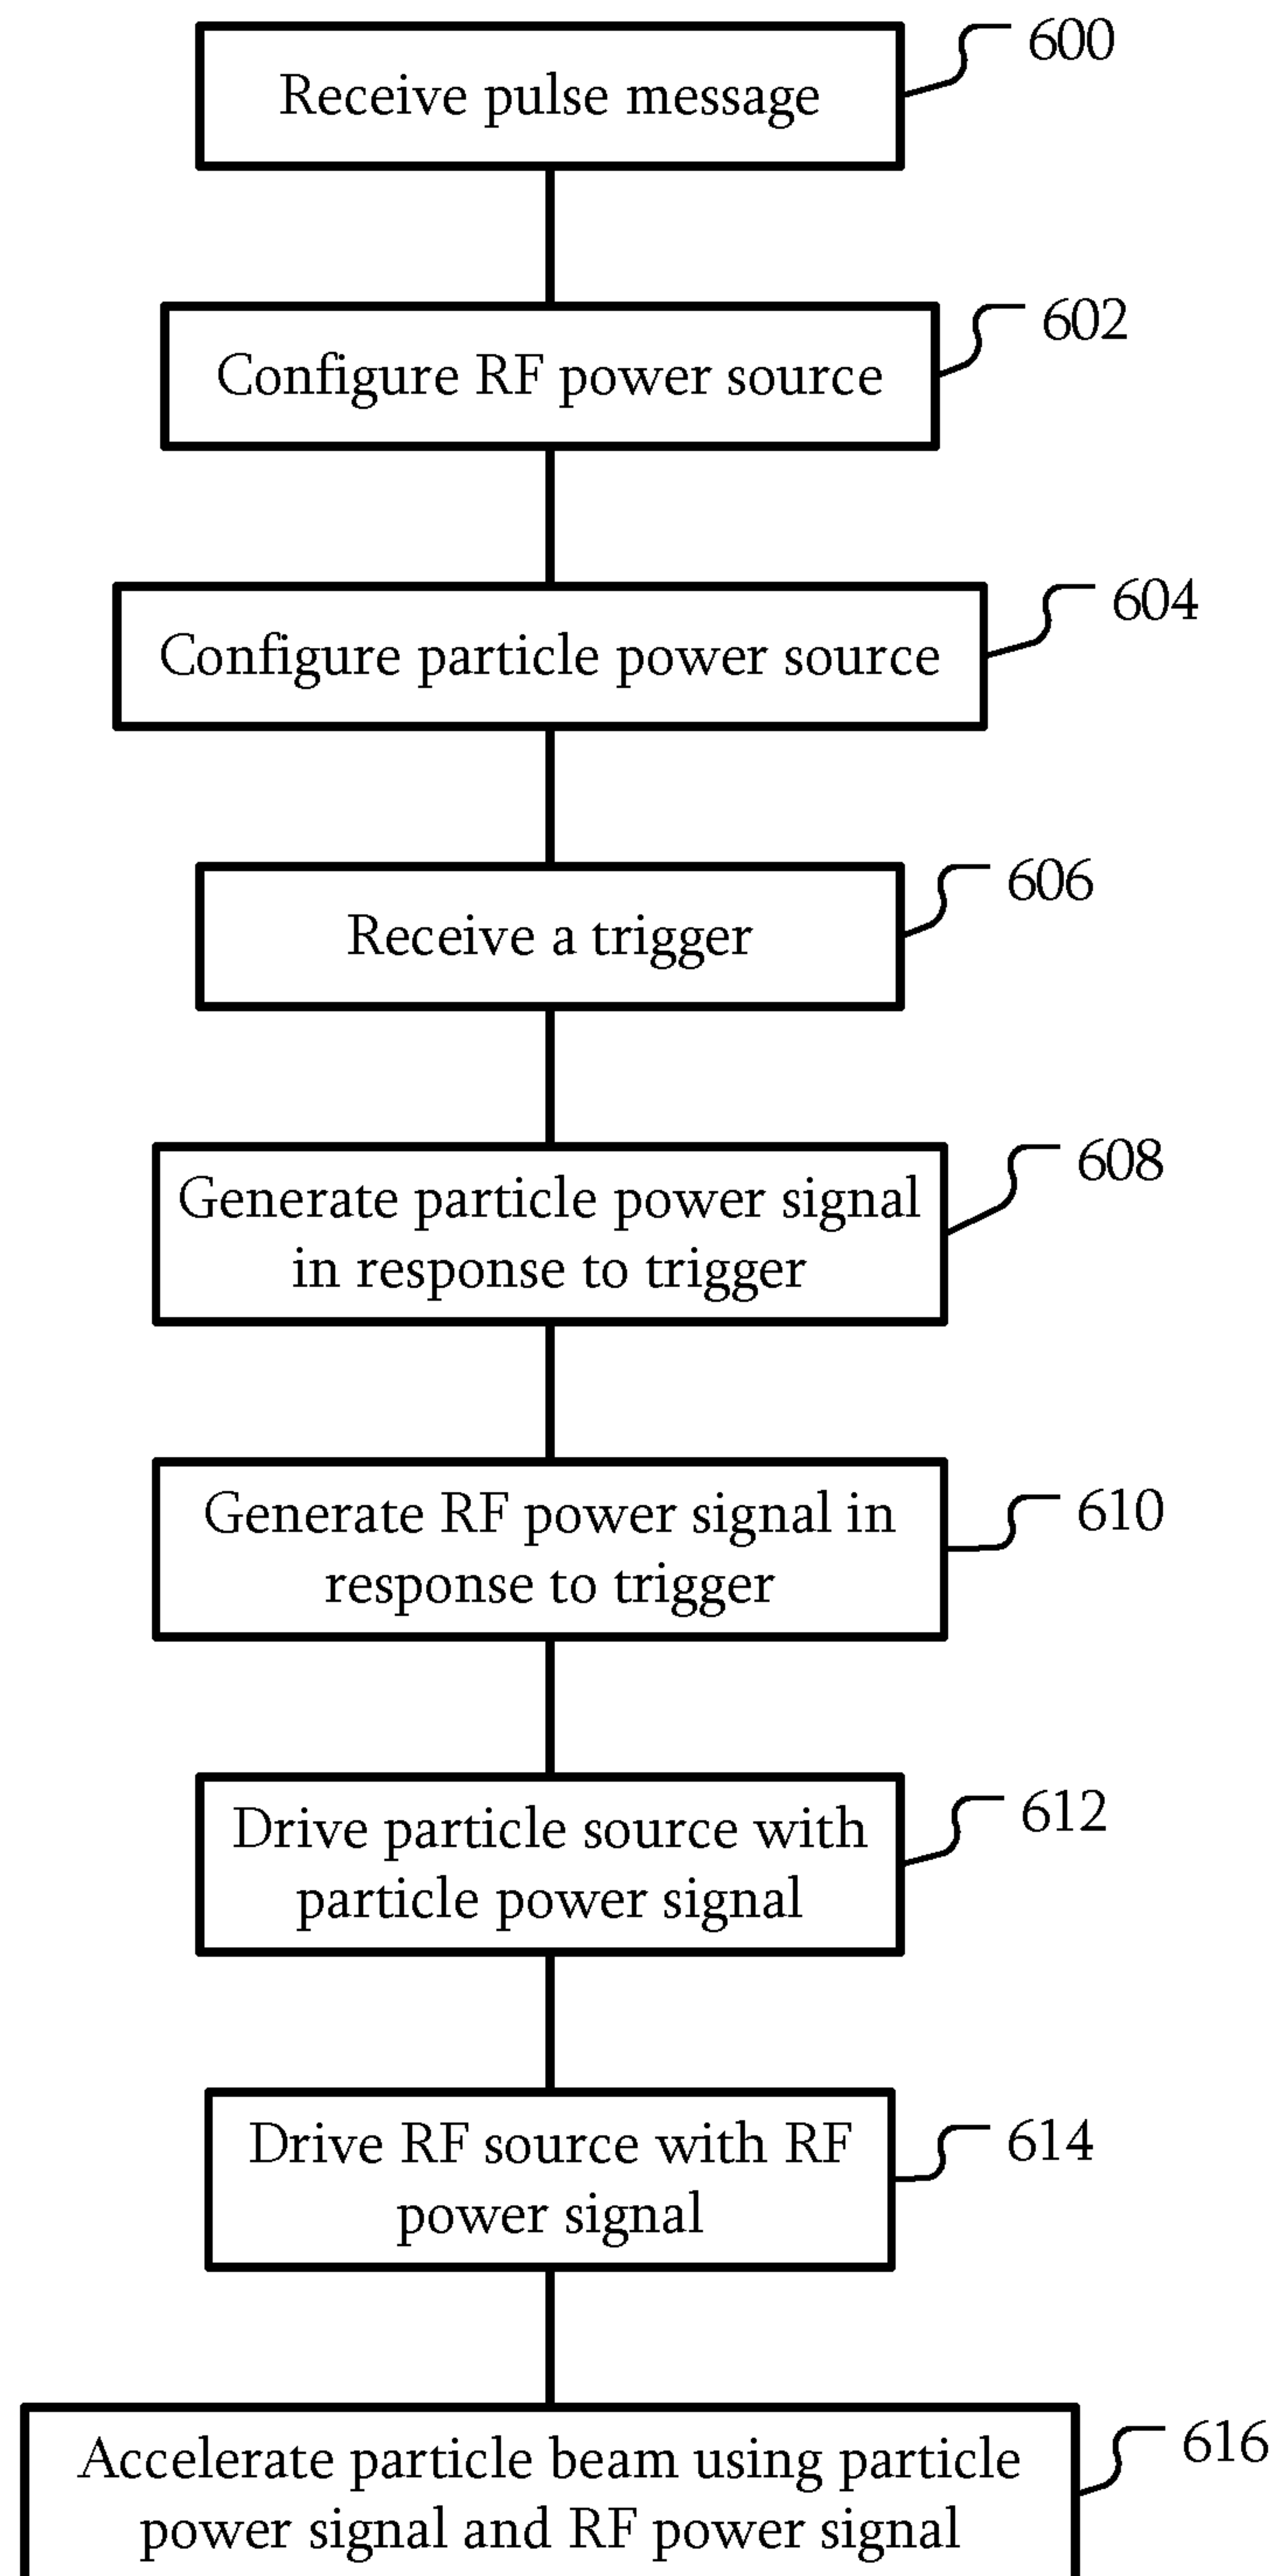 Receive pulse message
600
Configure RF power source
602
Configure particle power source
604
Receive a trigger
606
Generate particle power signal
in response to trigger
608
Generate RF power signal in
response to trigger
610
Drive particle source with
particle power signal
612
Drive RF source with RF
power signal
614
Accelerate particle beam using particle
power signal and RF power signal
616